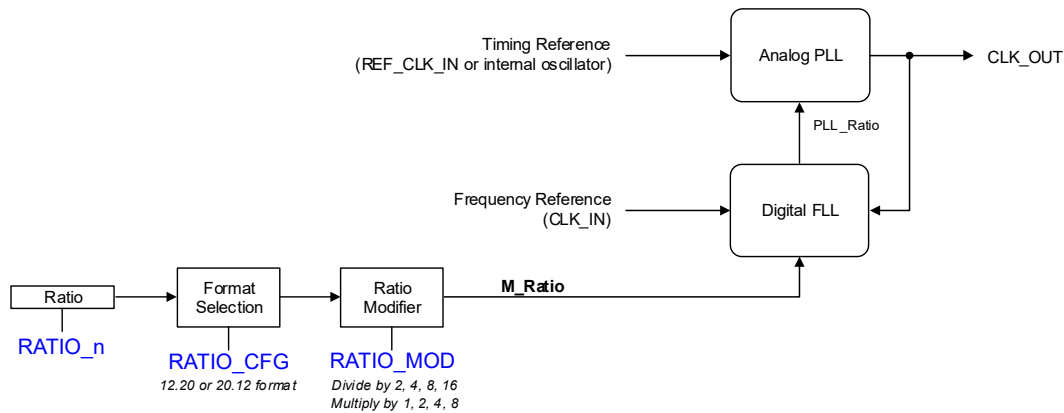 Timing Reference
(REF_CLK_IN or internal oscillator)
Analog PLL
CLK_OUT
PLL_Ratio
Frequency Reference
(CLK_IN)
Digital FLL
Ratio
Format
Selection
Ratio
Modifier
M_Ratio
RATIO_n
RATIO_CFG
RATIO_MOD
12.20 or 20.12 format
Divide by 2, 4, 8, 16
Multiply by 1, 2, 4, 8